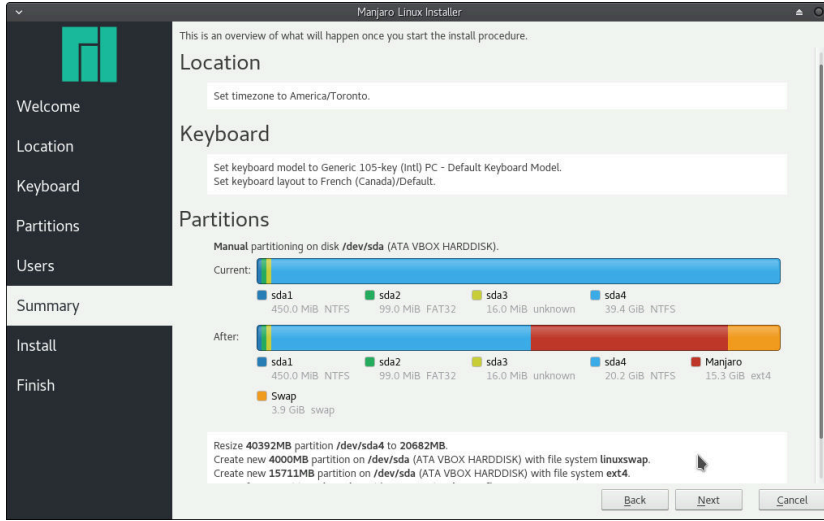 Manjaro Linux Installer
Welcome
Location
Keyboard
Partitions
Users
Summary
Install
Finish
This is an overview of what will happen once you start the install procedure.
Location
Set timezone to America/Toronto.
Keyboard
Set keyboard model to Generic 105-key (Intl) PC - Default Keyboard Model.
Set keyboard layout to French (Canada)/Default.
Partitions
Manual partitioning on disk /dev/sda (ATA VBOX HARDDISK).
Current:
sda1 sda2 sda3 sda4
450.0 MiB NTFS 99.0 MiB FAT32 16.0 MiB unknown 39.4 GiB NTFS
After:
sda1 sda2 sda3 sda4 Manjaro
450.0 MiB NTFS 99.0 MiB FAT32 16.0 MiB unknown 20.2 GiB NTFS 15.3 GiB ext4
Swap
3.9 GiB swap
Resize 40392MB partition /dev/sda4 to 20682MB.
Create new 4000MB partition on /dev/sda (ATA VBOX HARDDISK) with file system linuxswap.
Create new 15711MB partition on /dev/sda (ATA VBOX HARDDISK) with file system ext4.
Back Next Cancel